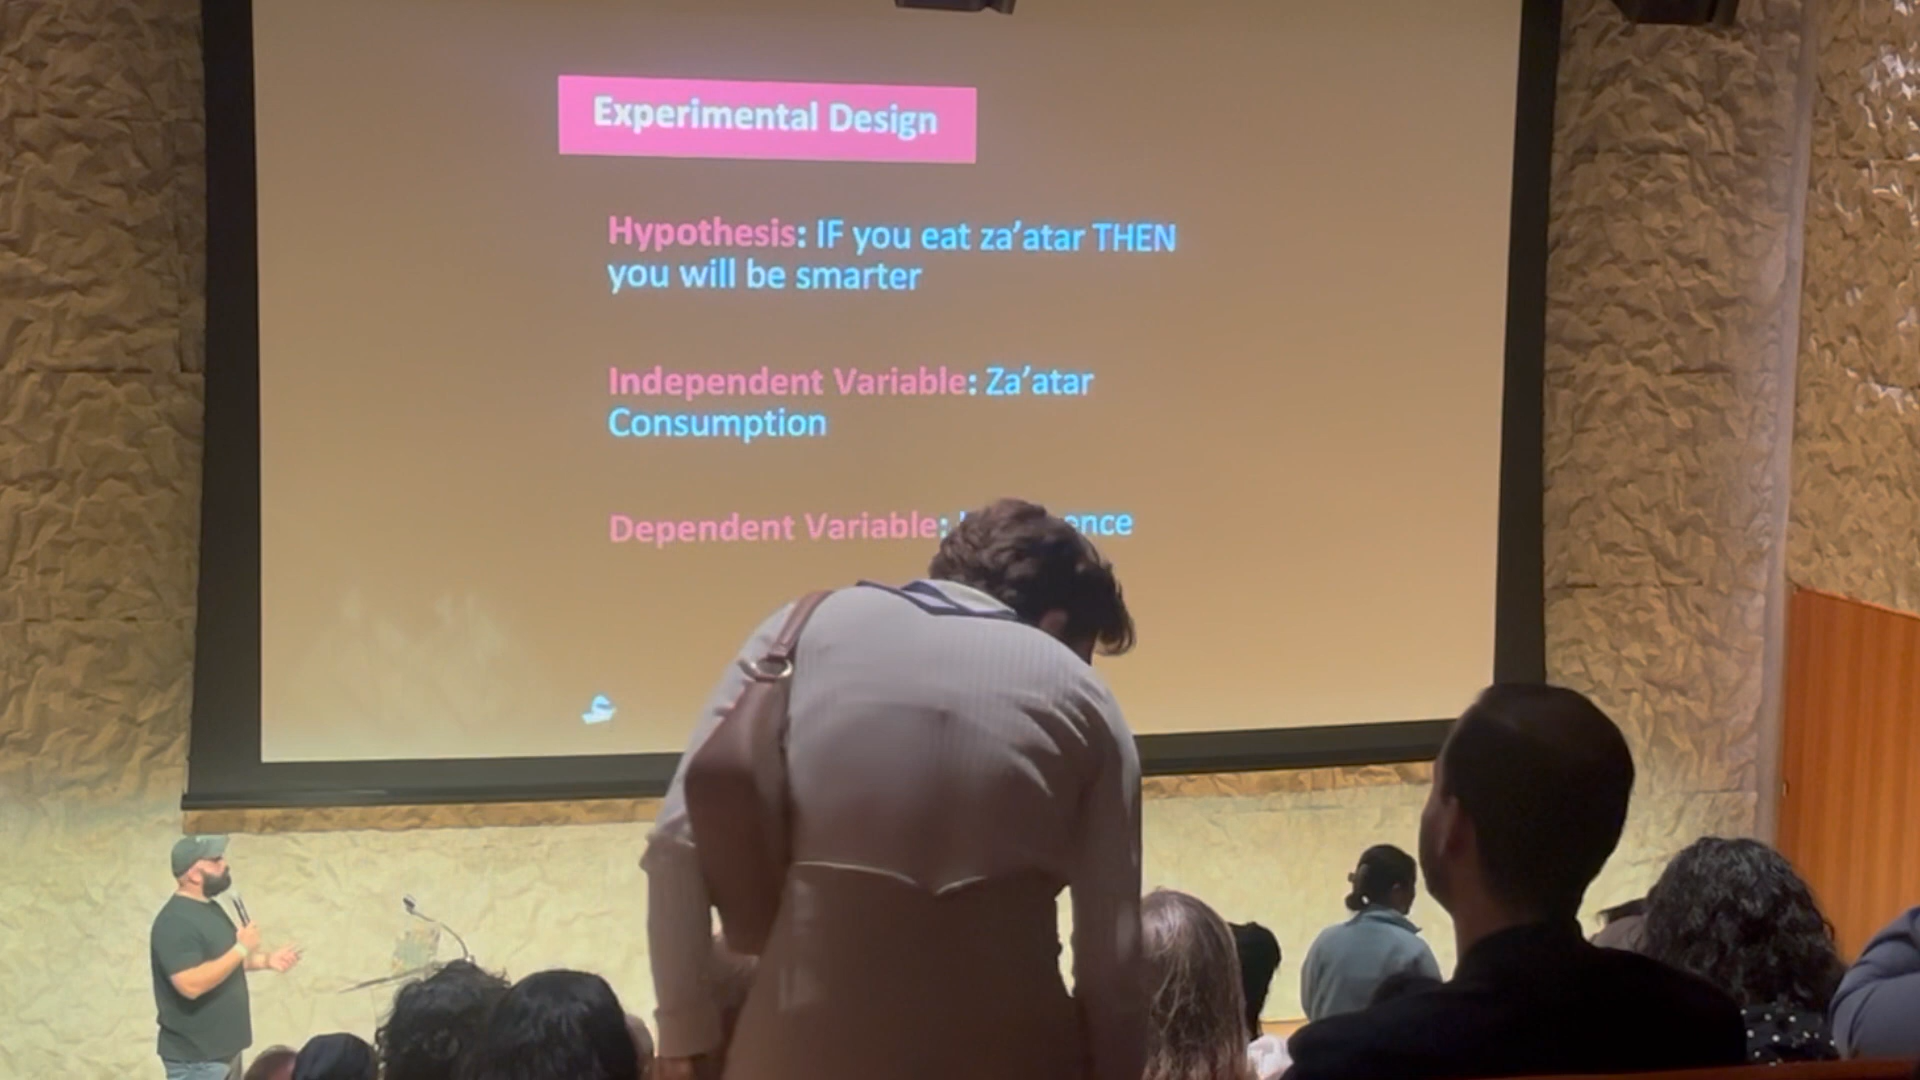 Experimental Design
Hypothesis: IF you eat za’atar THEN
you will be smarter
Independent Variable: Za’atar
Consumption
Dependent Variable: